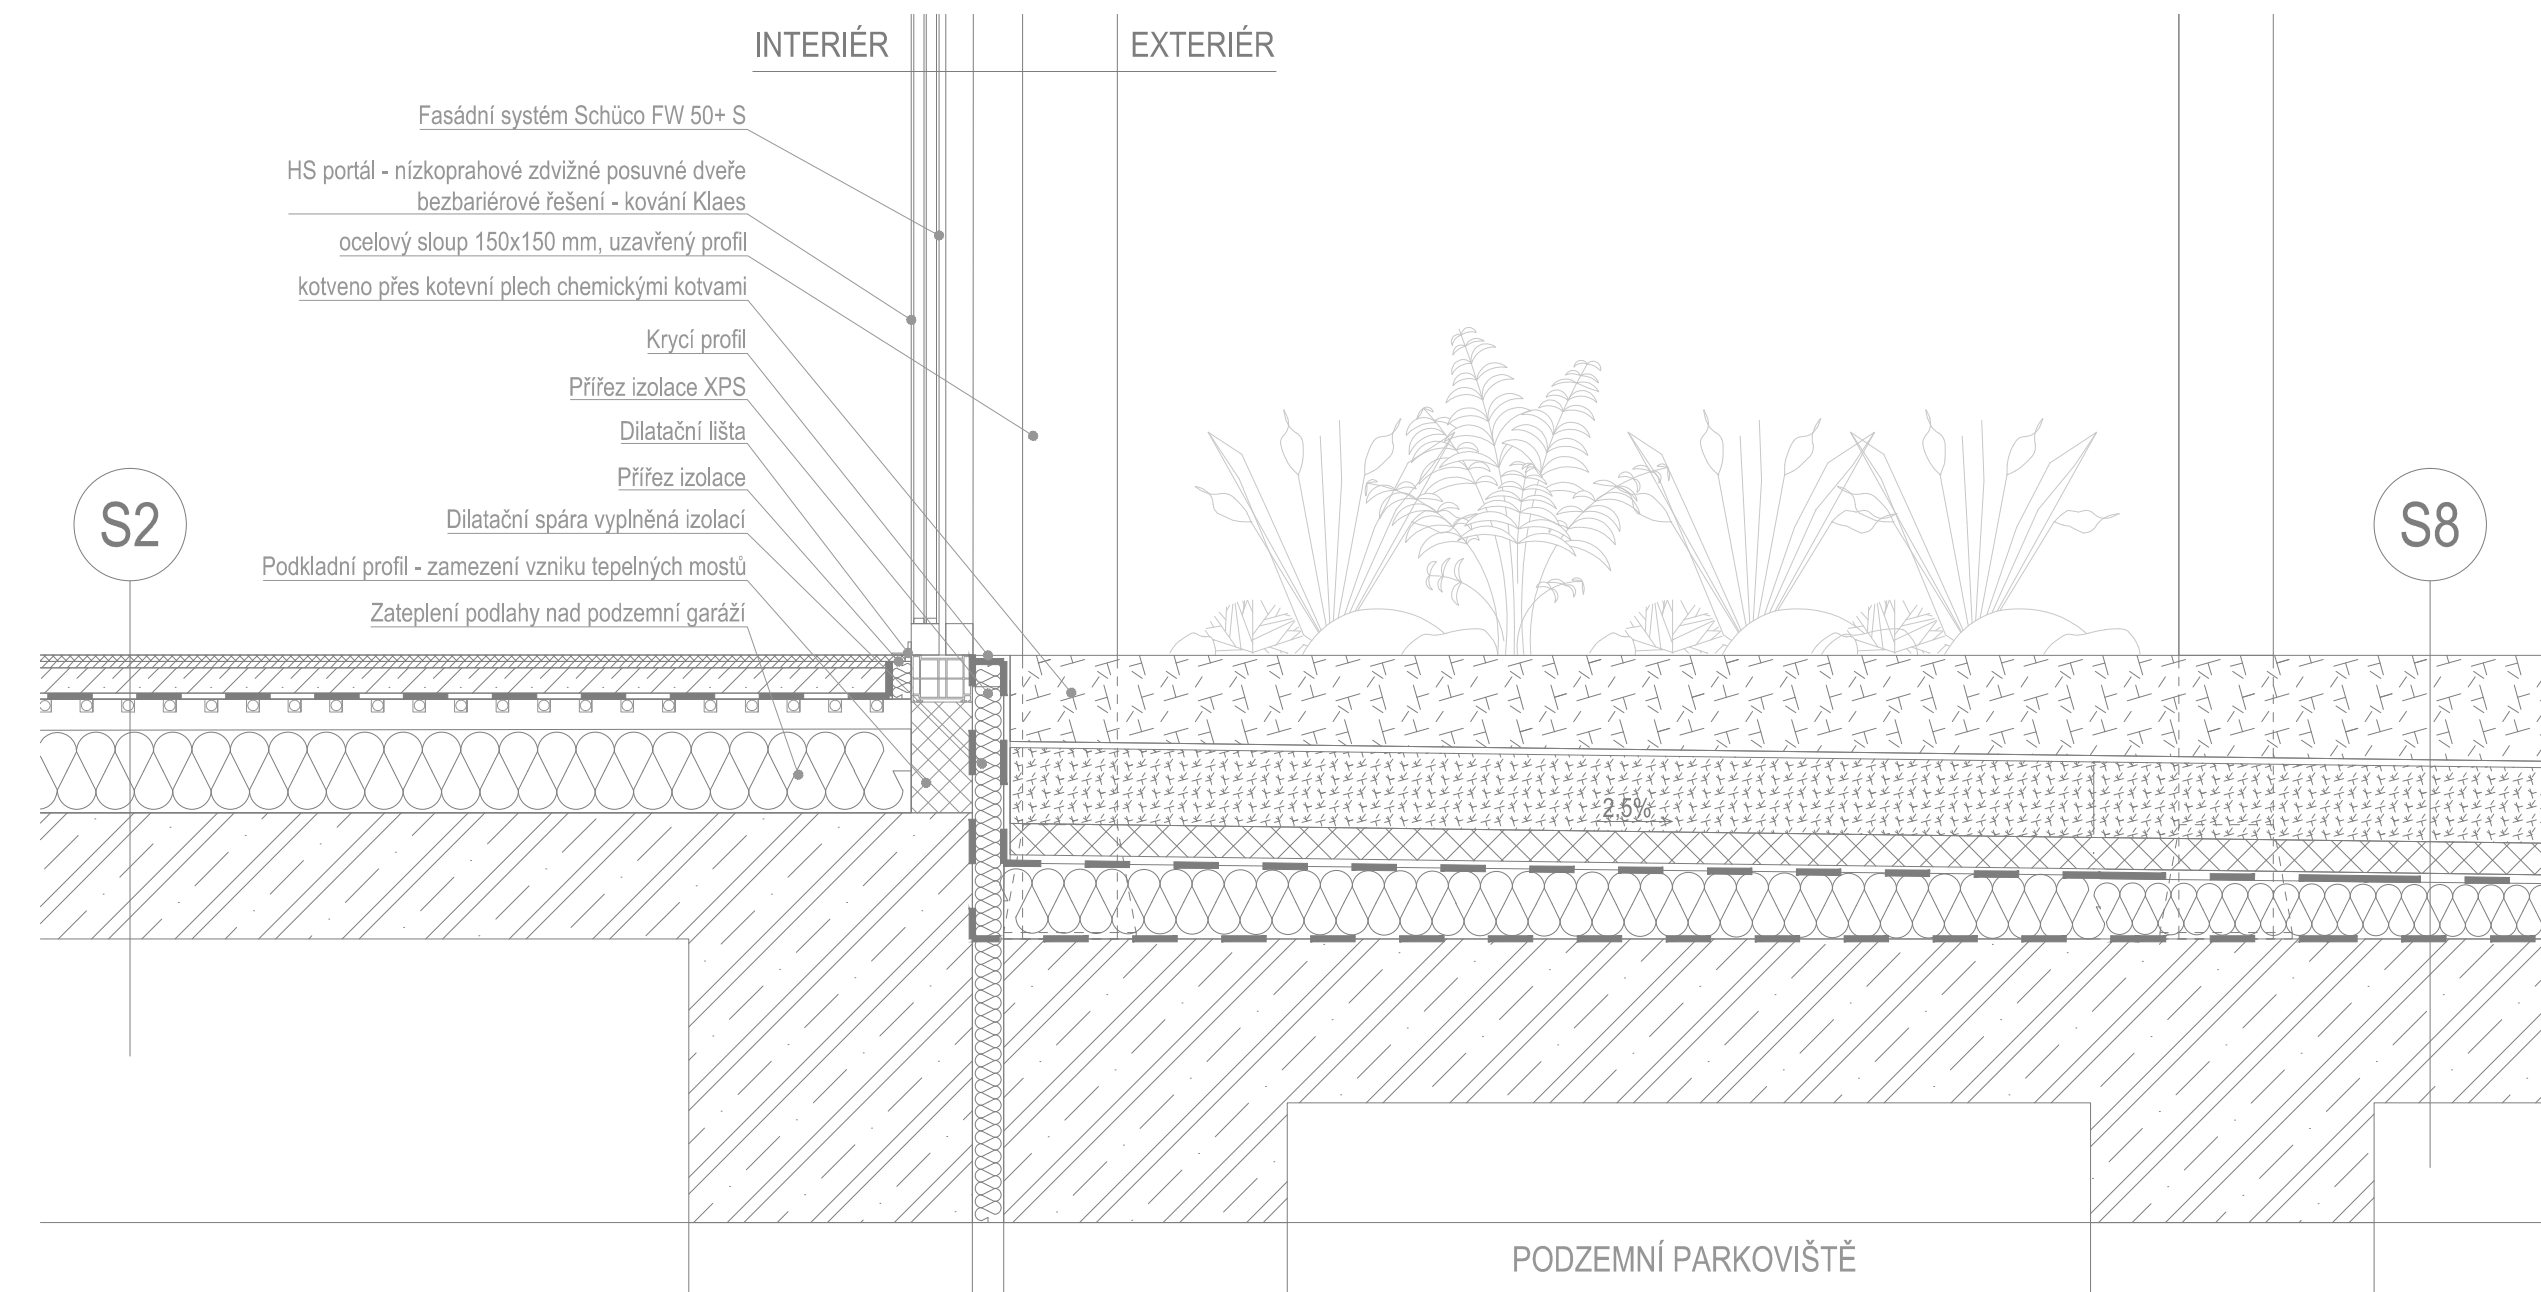 INTERIÉR
EXTERIÉR
Fasádní systém Schüco FW 50+ S
HS portál - nízkoprahové zdvižné posuvné dveře
bezbariérové řešení - kování Klaes
ocelový sloup 150x150 mm, uzavřený profil
kotveno přes kotevní plech chemickými kotvami
Krycí profil
Přířez izolace XPS
Dilatační lišta
Přířez izolace
Dilatační spára vyplněná izolací
Podkladní profil - zamezení vzniku tepelných mostů
Zateplení podlahy nad podzemní garáží
S2
S8
2,5%
PODZEMNÍ PARKOVIŠTĚ